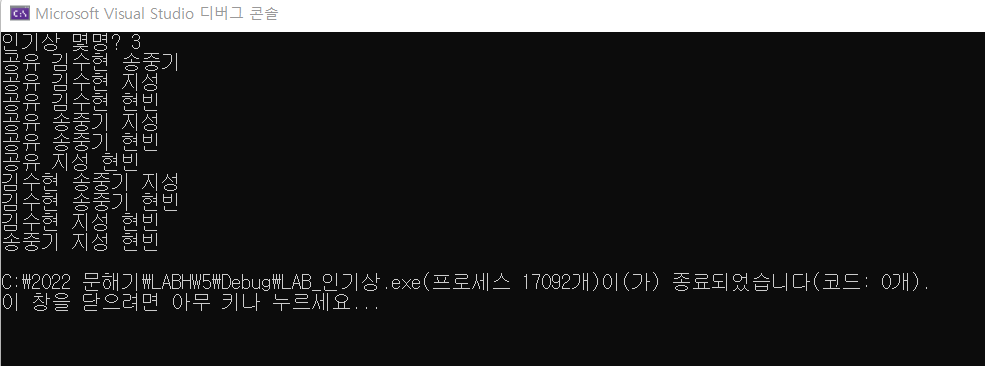 Microsoft Visual Studio 디버그 콘솔
인기상 몇명? 3
공유 김수현 송중기
공유 김수현 지성
공유 김수현 현빈
공유 송중기 지성
공유 송중기 현빈
공유 지성 현빈
김수현 송중기 지성
김수현 송중기 현빈
김수현 지성 현빈
송중기 지성 현빈
C:₩2022 문해기₩LABHW5₩Debug₩LAB_인기상.exe(프로세스 17092개)이(가) 종료되었습니다(코드: 0개).
이 창을 닫으려면 아무 키나 누르세요...